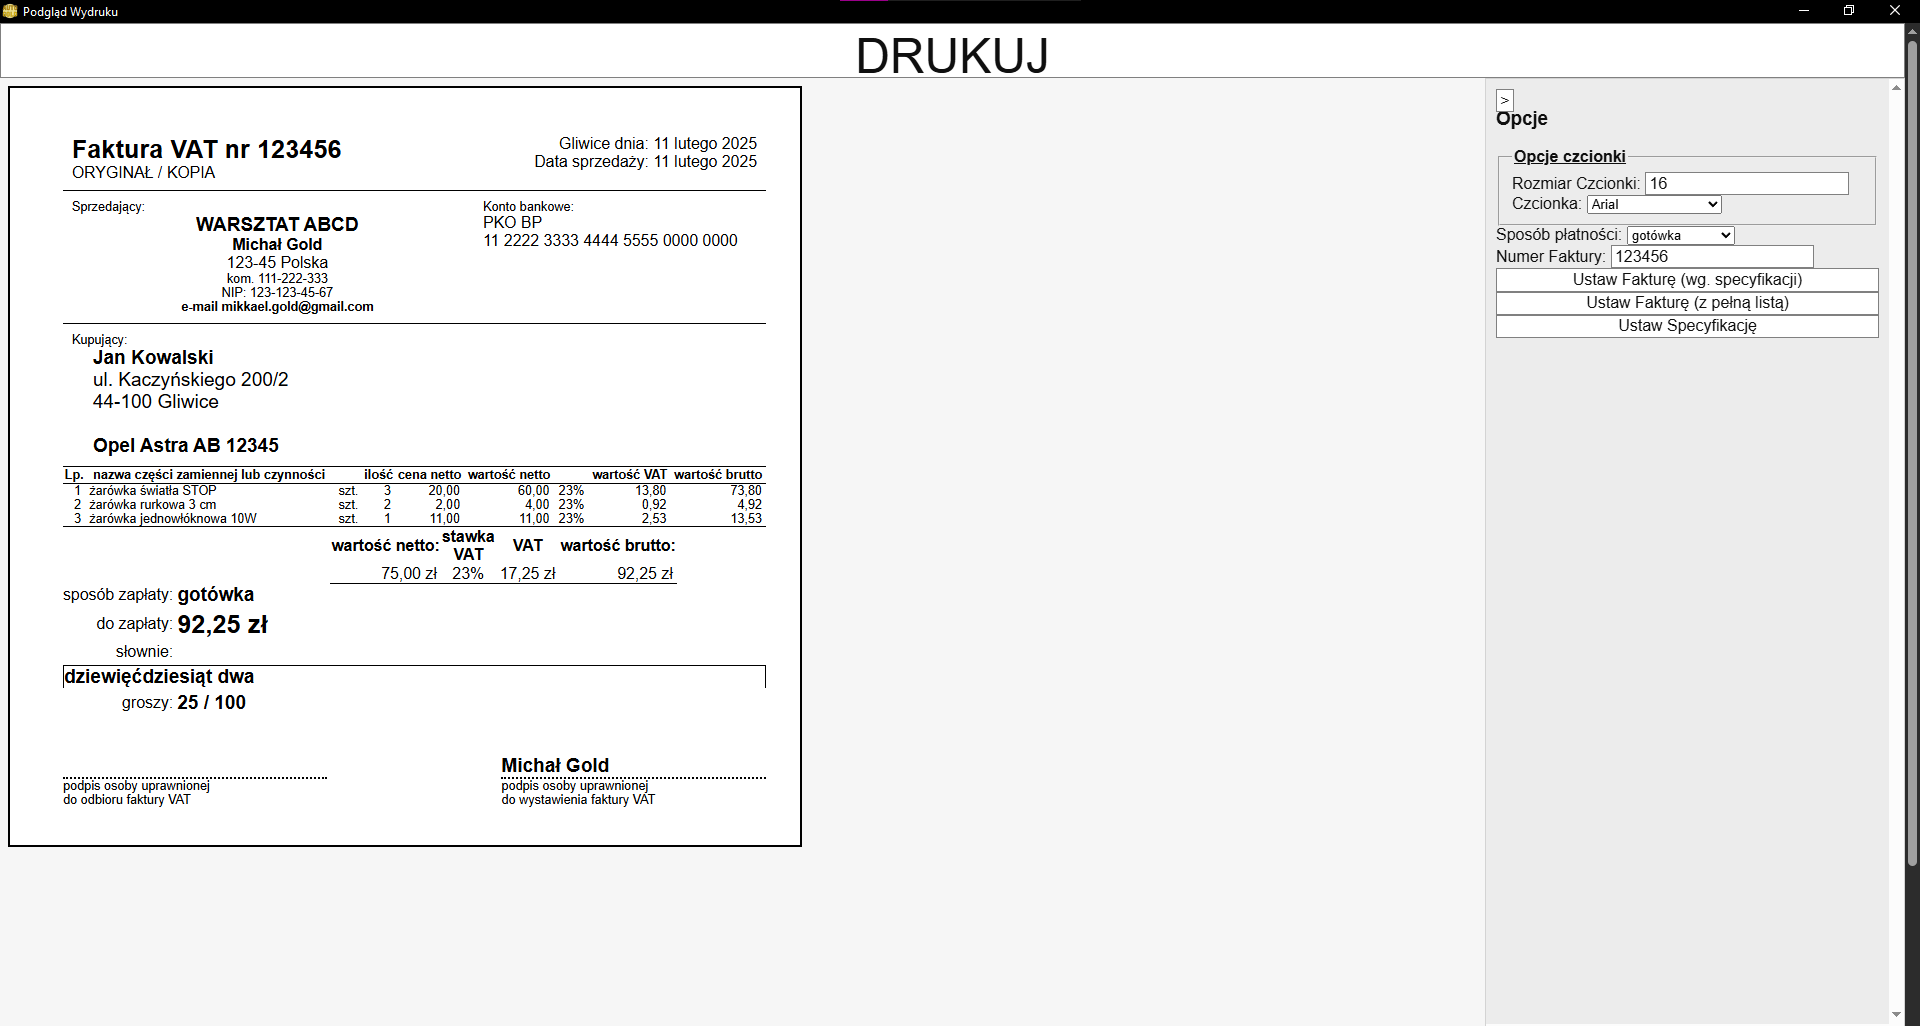 Podgląd Wydruku
DRUKUJ
Faktura VAT nr 123456
ORYGINAŁ / KOPIA
Gliwice dnia: 11 lutego 2025
Data sprzedaży: 11 lutego 2025
Sprzedający:
WARSZTAT ABCD
Michał Gold
123-45 Polska
kom. 111-222-333
NIP: 123-123-45-67
e-mail mikkael.gold@gmail.com
Konto bankowe:
PKO BP
11 2222 3333 4444 5555 0000 0000
Kupujący:
Jan Kowalski
ul. Kaczyńskiego 200/2
44-100 Gliwice
Opel Astra AB 12345
Lp. nazwa części zamiennej lub czynności ilość cena netto wartość netto wartość VAT wartość brutto
1 żarówka światła STOP szt. 3 20,00 60,00 23% 13,80 73,80
2 żarówka rurkowa 3 cm szt. 2 2,00 4,00 23% 0,92 4,92
3 żarówka jednowłóknowa 10W szt. 1 11,00 11,00 23% 2,53 13,53
wartość netto: stawka VAT VAT wartość brutto:
75,00 zł 23% 17,25 zł 92,25 zł
sposób zapłaty: gotówka
do zapłaty: 92,25 zł
słownie:
dziewięćdziesiąt dwa
groszy: 25 / 100
podpis osoby uprawnionej
do odbioru faktury VAT
Michał Gold
podpis osoby uprawnionej
do wystawienia faktury VAT
>
Opcje
Opcje czcionki
Rozmiar Czcionki: 16
Czcionka: Arial
Sposób płatności: gotówka
Numer Faktury: 123456
Ustaw Fakturę (wg. specyfikacji)
Ustaw Fakturę (z pełną listą)
Ustaw Specyfikację